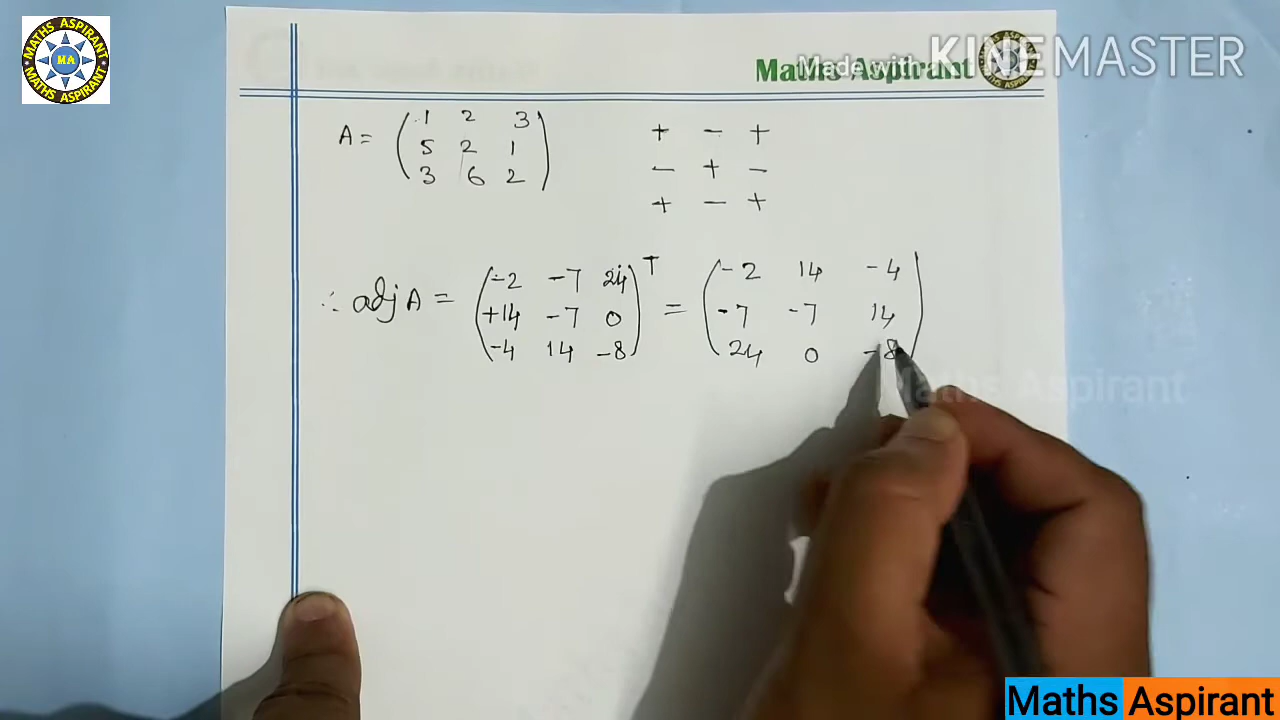 MATHS ASPIRANT
MA
MATHS ASPIRANT
Maths Aspirant
Made with KINEMASTER
A = ( 1 2 3
5 2 1
3 6 2 )
+ - +
- + -
+ - +
∴ adj A = ( -2 -7 24
+14 -7 0
-4 14 -8 )ᵀ = ( -2 14 -4
-7 -7 14
24 0 -8 )
Maths Aspirant
Maths Aspirant